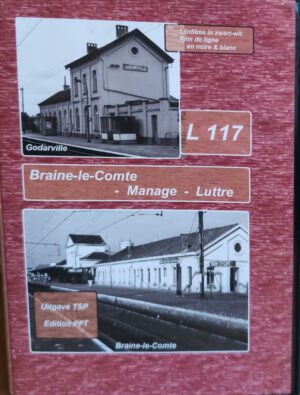 Lijnfilms in zwart-wit
Film de ligne
en noire & blanc
Godarville
L 117
Braine-le-Comte
- Manage - Luttre
Uitgave TSP
Edition PFT
Braine-le-Comte